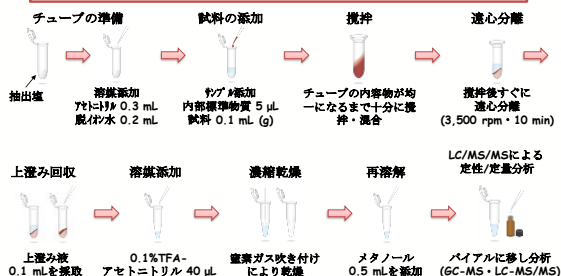 チューブの準備
試料の添加
撹拌
遠心分離
抽出塩
溶媒添加
アセトニトリル 0.3 mL
脱イオン水 0.2 mL
サンプル添加
内部標準物質 5 µL
試料 0.1 mL (g)
チューブの内容物が均
一になるまで十分に撹
拌・混合
撹拌後すぐに
遠心分離
(3,500 rpm・10 min)
上澄み回収
溶媒添加
濃縮乾燥
再溶解
LC/MS/MSによる
定性/定量分析
上澄み液
0.1 mLを採取
0.1%TFA-
アセトニトリル 40 µL
窒素ガス吹き付け
により乾燥
メタノール
0.5 mLを添加
バイアルに移し分析
(GC-MS・LC-MS/MS)